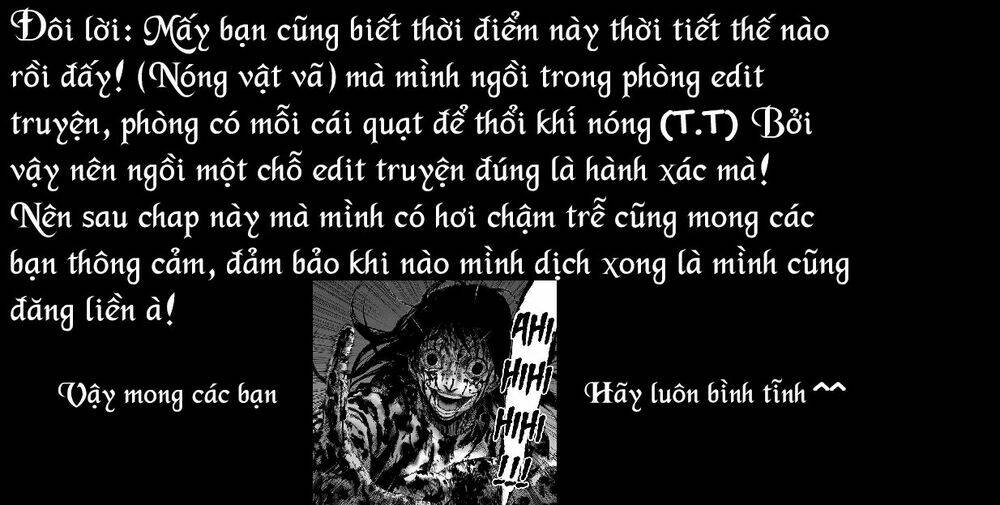 Đôi lời: Mấy bạn cũng biết thời điểm này thời tiết thế nào
rồi đấy! (Nóng vật vã) mà mình ngồi trong phòng edit
truyện, phòng có mỗi cái quạt để thổi khí nóng (T.T) Bởi
vậy nên ngồi một chỗ edit truyện đúng là hành xác mà!
Nên sau chap này mà mình có hơi chậm trễ cũng mong các
bạn thông cảm, đảm bảo khi nào mình dịch xong là mình cũng
đăng liền à!
AHI
HIHI
HIHI
!!!
Vậy mong các bạn
Hãy luôn bình tĩnh ^^